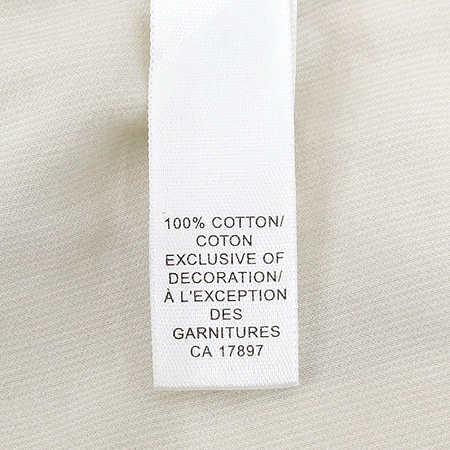 100% COTTON/
COTON
EXCLUSIVE OF
DECORATION/
À L'EXCEPTION
DES
GARNITURES
CA 17897